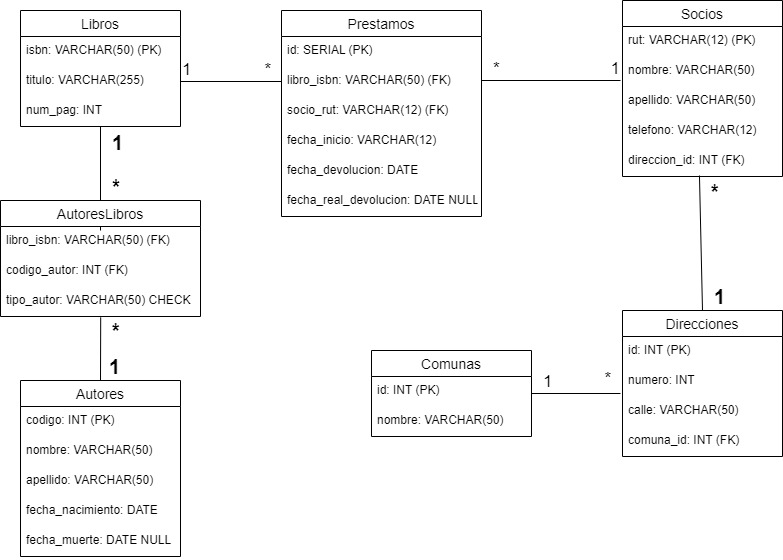 Libros
isbn: VARCHAR(50) (PK)
titulo: VARCHAR(255)
num_pag: INT
1
*
Prestamos
id: SERIAL (PK)
libro_isbn: VARCHAR(50) (FK)
socio_rut: VARCHAR(12) (FK)
fecha_inicio: VARCHAR(12)
fecha_devolucion: DATE
fecha_real_devolucion: DATE NULL
*
1
Socios
rut: VARCHAR(12) (PK)
nombre: VARCHAR(50)
apellido: VARCHAR(50)
telefono: VARCHAR(12)
direccion_id: INT (FK)
1
*
AutoresLibros
libro_isbn: VARCHAR(50) (FK)
codigo_autor: INT (FK)
tipo_autor: VARCHAR(50) CHECK
*
1
Autores
codigo: INT (PK)
nombre: VARCHAR(50)
apellido: VARCHAR(50)
fecha_nacimiento: DATE
fecha_muerte: DATE NULL
*
1
Comunas
id: INT (PK)
nombre: VARCHAR(50)
1
*
Direcciones
id: INT (PK)
numero: INT
calle: VARCHAR(50)
comuna_id: INT (FK)